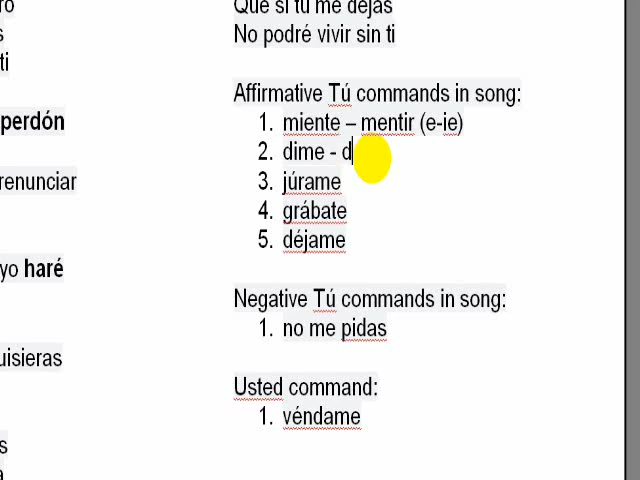 ro
Que si tú me dejas
s
No podré vivir sin ti
ti
Affirmative Tú commands in song:
perdón
1. miente – mentir (e-ie)
2. dime - d
renunciar
3. júrame
4. grábate
5. déjame
yo haré
Negative Tú commands in song:
1. no me pidas
uisieras
Usted command:
1. véndame
s
a